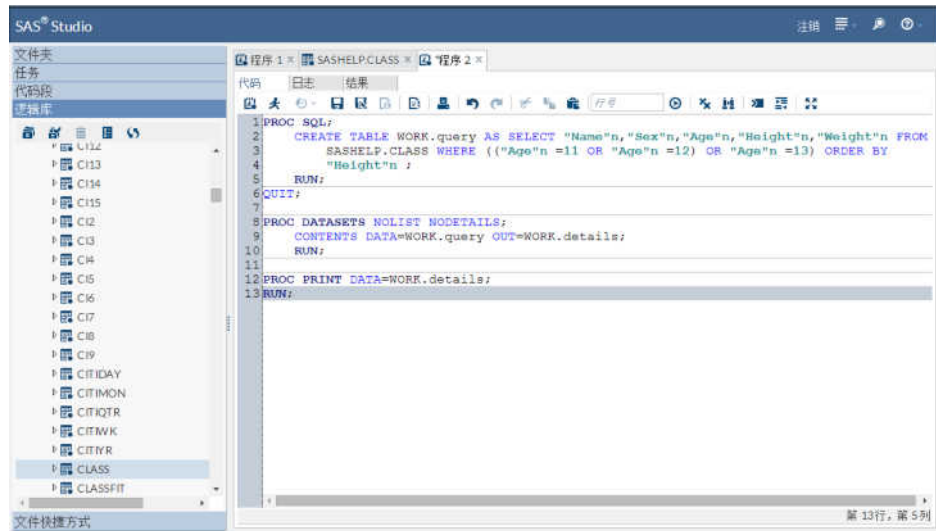 SAS® Studio
注销
文件夹
任务
代码段
逻辑库
程序 1 × SASHELP.CLASS × *程序 2 ×
代码 日志 结果
行号
CI12
CI13
CI14
CI15
CI2
CI3
CI4
CI5
CI6
CI7
CI8
CI9
CITIDAY
CITIMON
CITIQTR
CITIWK
CITIYR
CLASS
CLASSFIT
文件快捷方式
1 PROC SQL;
2 CREATE TABLE WORK.query AS SELECT "Name"n,"Sex"n,"Age"n,"Height"n,"Weight"n FROM
3 SASHELP.CLASS WHERE (("Age"n =11 OR "Age"n =12) OR "Age"n =13) ORDER BY
4 "Height"n ;
5 RUN;
6 QUIT;
7
8 PROC DATASETS NOLIST NODETAILS;
9 CONTENTS DATA=WORK.query OUT=WORK.details;
10 RUN;
11
12 PROC PRINT DATA=WORK.details;
13 RUN;
第 13行，第 5列